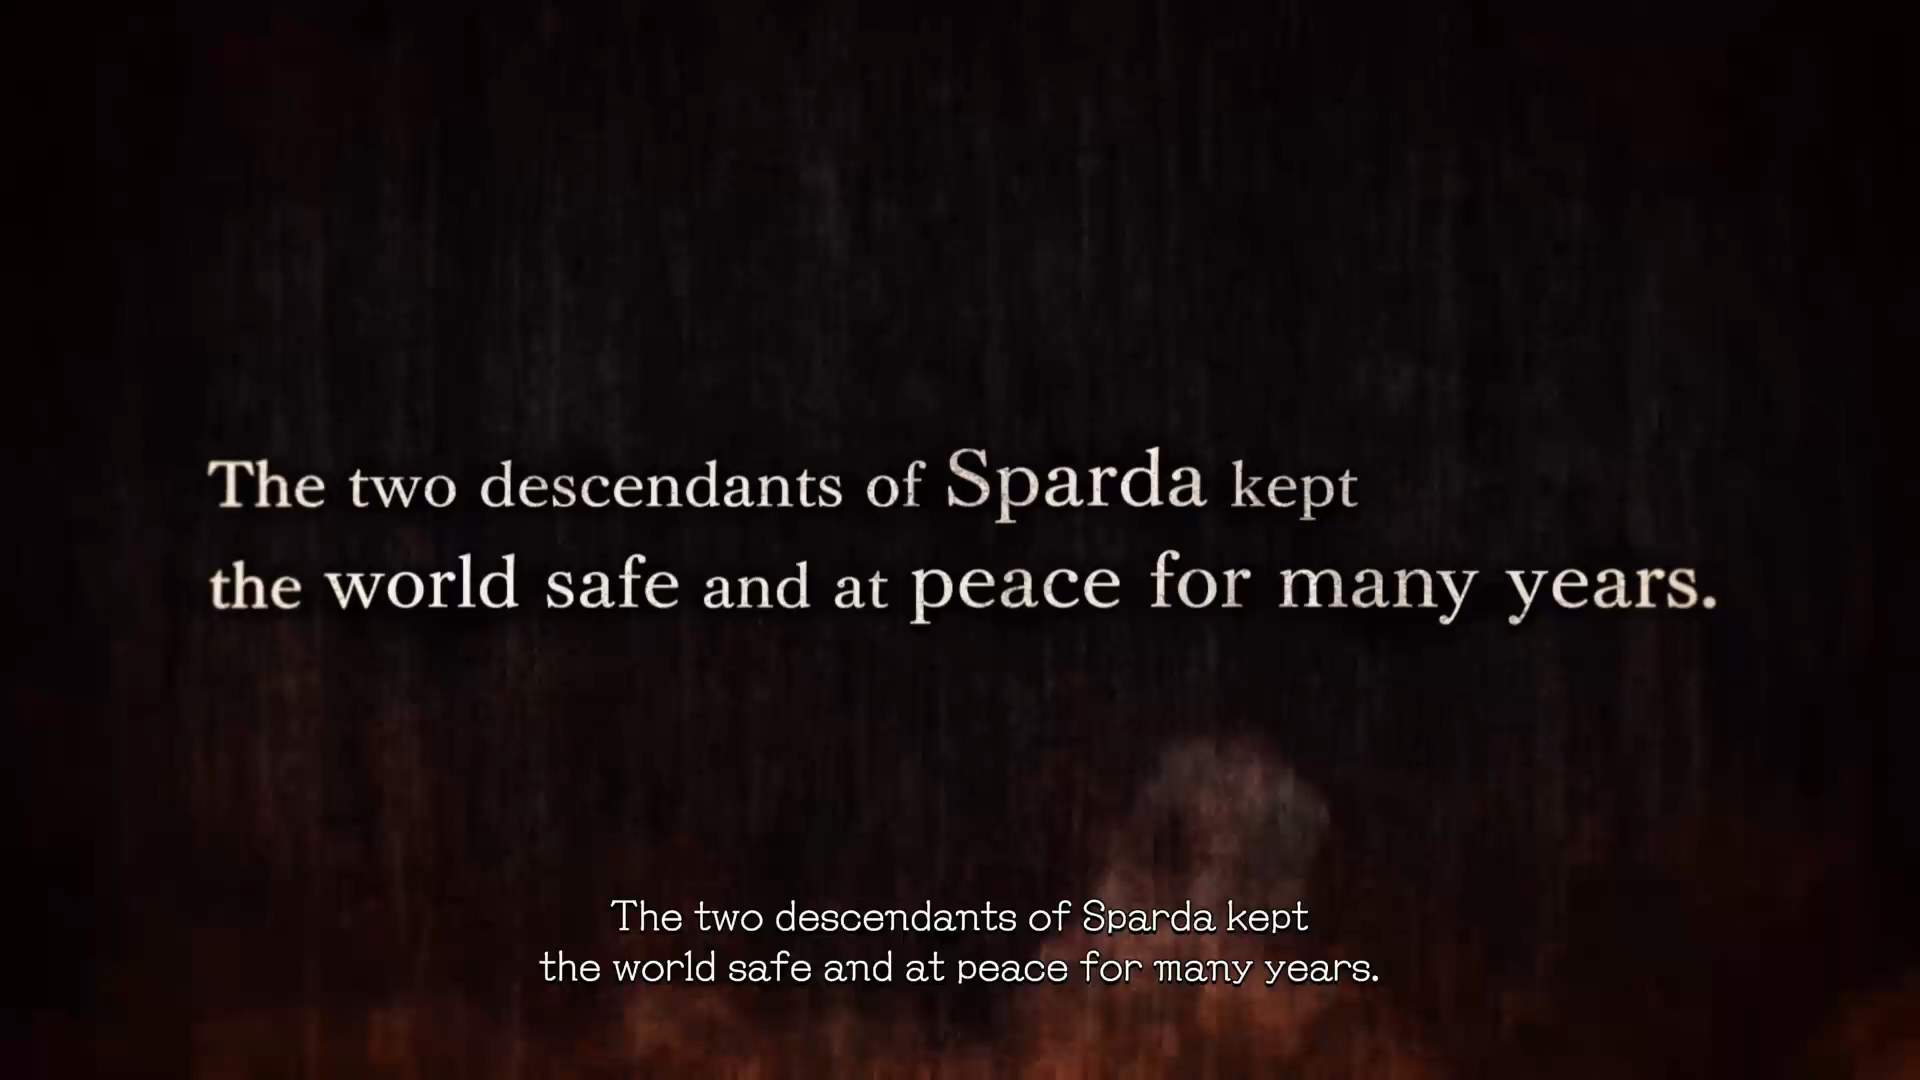 The two descendants of Sparda kept
the world safe and at peace for many years.
The two descendants of Sparda kept
the world safe and at peace for many years.